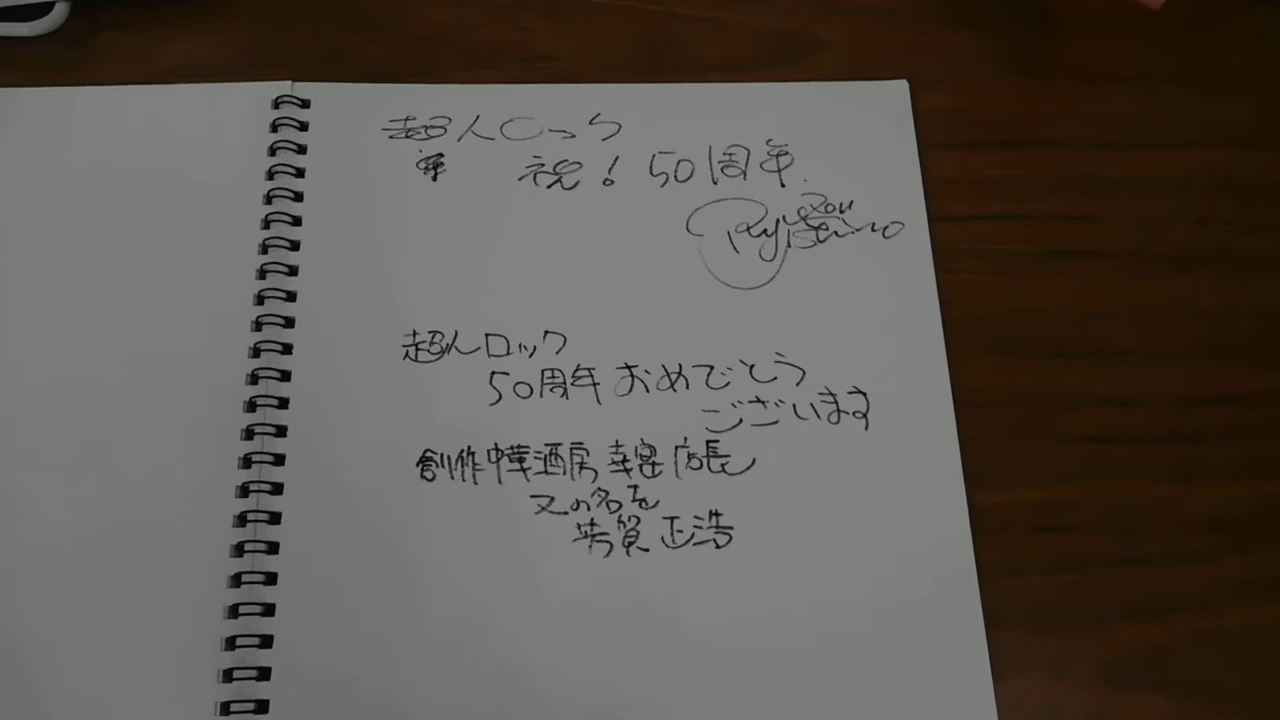 超人ロック
祝！50周年
超人ロック
50周年おめでとう
ございます
創作中華酒房 幸宴 店長
又の名を
芳賀 正浩